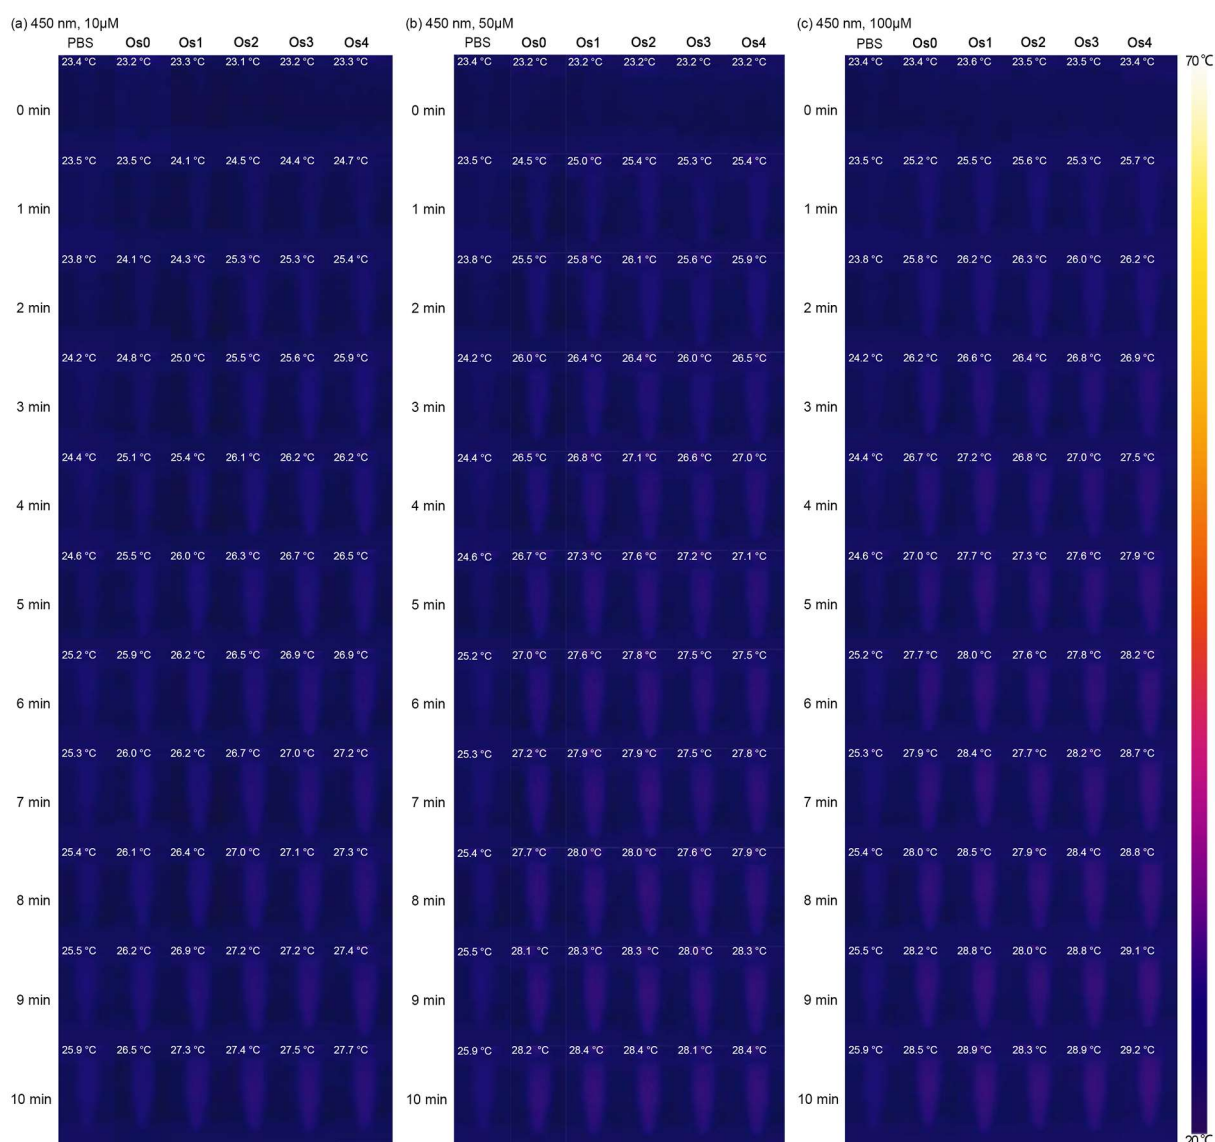 (a) 450 nm, 10μM (b) 450 nm, 50μM (c) 450 nm, 100μM
PBS Os0 Os1 Os2 Os3 Os4 PBS Os0 Os1 Os2 Os3 Os4 PBS Os0 Os1 Os2 Os3 Os4
23.4 °C 23.2 °C 23.3 °C 23.1 °C 23.2 °C 23.3 °C 23.4 °C 23.2 °C 23.2 °C 23.2 °C 23.2 °C 23.2 °C 23.4 °C 23.4 °C 23.6 °C 23.5 °C 23.5 °C 23.4 °C 70℃
0 min 0 min 0 min
23.5 °C 23.5 °C 24.1 °C 24.5 °C 24.4 °C 24.7 °C 23.5 °C 24.5 °C 25.0 °C 25.4 °C 25.3 °C 25.4 °C 23.5 °C 25.2 °C 25.5 °C 25.6 °C 25.3 °C 25.7 °C
1 min 1 min 1 min
23.8 °C 24.1 °C 24.3 °C 25.3 °C 25.3 °C 25.4 °C 23.8 °C 25.5 °C 25.8 °C 26.1 °C 25.6 °C 25.9 °C 23.8 °C 25.8 °C 26.2 °C 26.3 °C 26.0 °C 26.2 °C
2 min 2 min 2 min
24.2 °C 24.8 °C 25.0 °C 25.5 °C 25.6 °C 25.9 °C 24.2 °C 26.0 °C 26.4 °C 26.4 °C 26.0 °C 26.5 °C 24.2 °C 26.2 °C 26.6 °C 26.4 °C 26.8 °C 26.9 °C
3 min 3 min 3 min
24.4 °C 25.1 °C 25.4 °C 26.1 °C 26.2 °C 26.2 °C 24.4 °C 26.5 °C 26.8 °C 27.1 °C 26.6 °C 27.0 °C 24.4 °C 26.7 °C 27.2 °C 26.8 °C 27.0 °C 27.5 °C
4 min 4 min 4 min
24.6 °C 25.5 °C 26.0 °C 26.3 °C 26.7 °C 26.5 °C 24.6 °C 26.7 °C 27.3 °C 27.6 °C 27.2 °C 27.1 °C 24.6 °C 27.0 °C 27.7 °C 27.3 °C 27.6 °C 27.9 °C
5 min 5 min 5 min
25.2 °C 25.9 °C 26.2 °C 26.5 °C 26.9 °C 26.9 °C 25.2 °C 27.0 °C 27.6 °C 27.8 °C 27.5 °C 27.5 °C 25.2 °C 27.7 °C 28.0 °C 27.6 °C 27.8 °C 28.2 °C
6 min 6 min 6 min
25.3 °C 26.0 °C 26.2 °C 26.7 °C 27.0 °C 27.2 °C 25.3 °C 27.2 °C 27.9 °C 27.9 °C 27.5 °C 27.8 °C 25.3 °C 27.9 °C 28.4 °C 27.7 °C 28.2 °C 28.7 °C
7 min 7 min 7 min
25.4 °C 26.1 °C 26.4 °C 27.0 °C 27.1 °C 27.3 °C 25.4 °C 27.7 °C 28.0 °C 28.0 °C 27.6 °C 27.9 °C 25.4 °C 28.0 °C 28.5 °C 27.9 °C 28.4 °C 28.8 °C
8 min 8 min 8 min
25.5 °C 26.2 °C 26.9 °C 27.2 °C 27.2 °C 27.4 °C 25.5 °C 28.1 °C 28.3 °C 28.3 °C 28.0 °C 28.3 °C 25.5 °C 28.2 °C 28.8 °C 28.0 °C 28.8 °C 29.1 °C
9 min 9 min 9 min
25.9 °C 26.5 °C 27.3 °C 27.4 °C 27.5 °C 27.7 °C 25.9 °C 28.2 °C 28.4 °C 28.4 °C 28.1 °C 28.4 °C 25.9 °C 28.5 °C 28.9 °C 28.3 °C 28.9 °C 29.2 °C
10 min 10 min 10 min
20℃